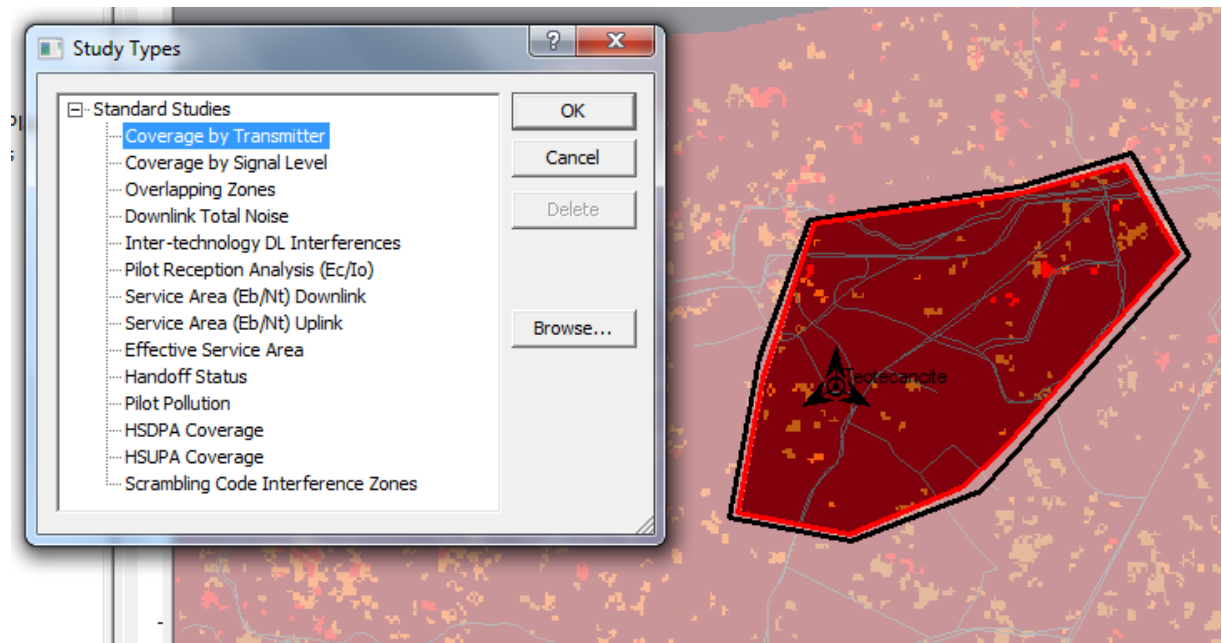 Study Types
Standard Studies
Coverage by Transmitter
Coverage by Signal Level
Overlapping Zones
Downlink Total Noise
Inter-technology DL Interferences
Pilot Reception Analysis (Ec/Io)
Service Area (Eb/Nt) Downlink
Service Area (Eb/Nt) Uplink
Effective Service Area
Handoff Status
Pilot Pollution
HSDPA Coverage
HSUPA Coverage
Scrambling Code Interference Zones
OK
Cancel
Delete
Browse...